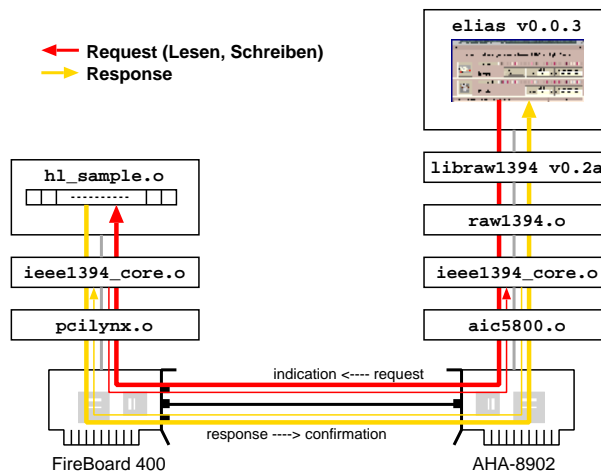 elias v0.0.3
Request (Lesen, Schreiben)
Response
hl_sample.o
libraw1394 v0.2a
raw1394.o
ieee1394_core.o
ieee1394_core.o
pcilynx.o
aic5800.o
indication <---- request
response ----> confirmation
FireBoard 400
AHA-8902